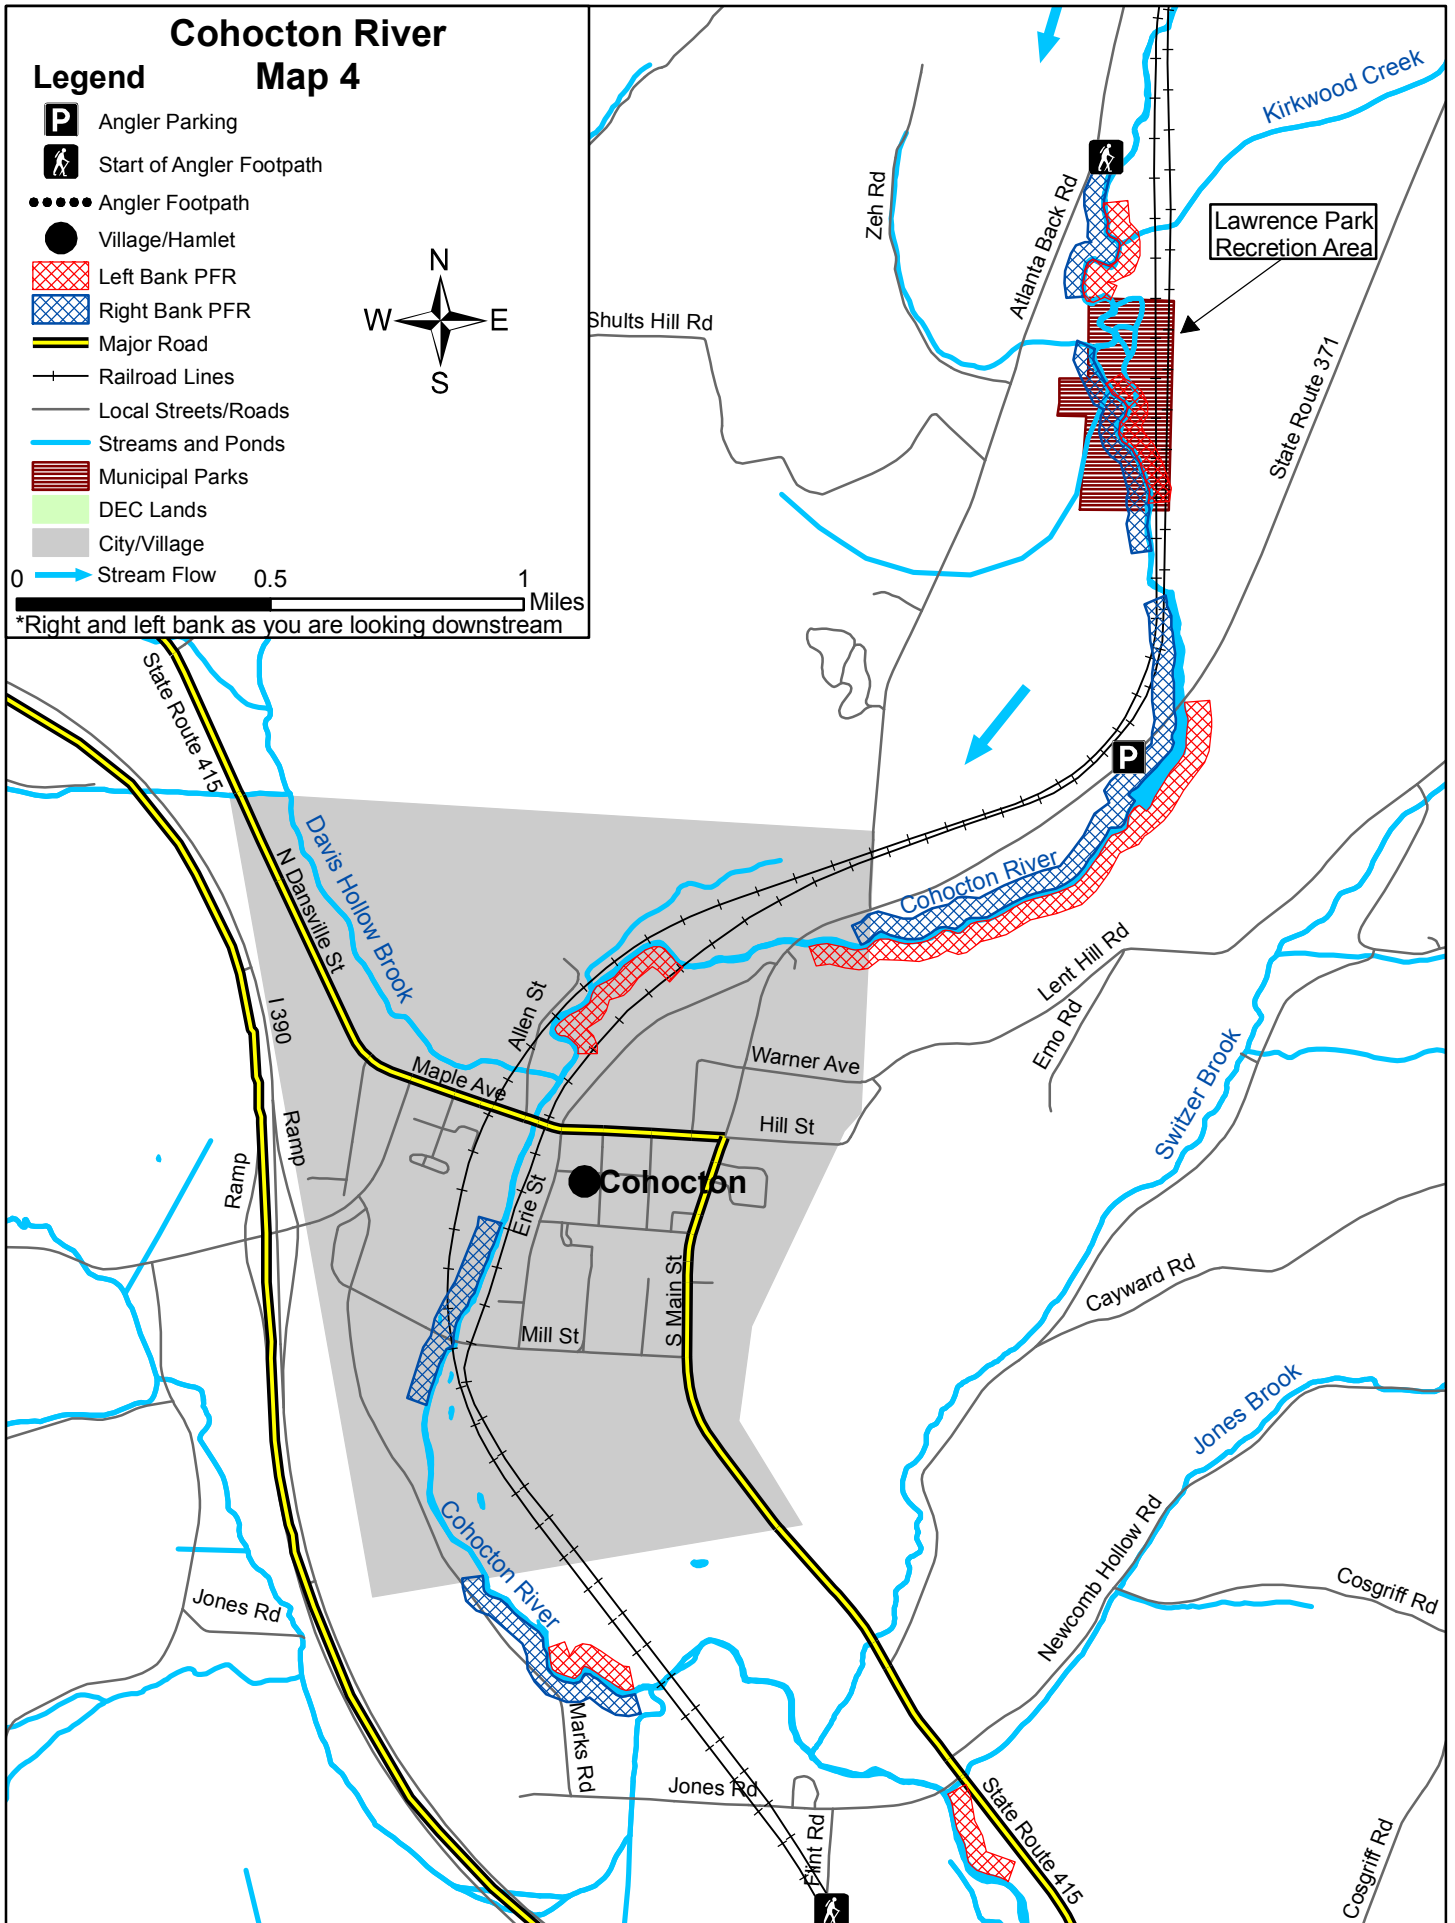 Cohocton River
Map 4
Legend
P Angler Parking
Start of Angler Footpath
Angler Footpath
Village/Hamlet
Left Bank PFR
Right Bank PFR
Major Road
Railroad Lines
Local Streets/Roads
Streams and Ponds
Municipal Parks
DEC Lands
City/Village
Stream Flow
N
W E
S
0 0.5 1
Miles
*Right and left bank as you are looking downstream
Kirkwood Creek
Zeh Rd
Atlanta Back Rd
Lawrence Park
Recretion Area
Shults Hill Rd
State Route 371
State Route 415
P
Davis Hollow Brook
N Dansville St
Cohocton River
Lent Hill Rd
Emo Rd
I 390
Allen St
Maple Ave
Warner Ave
Hill St
Switzer Brook
Ramp
Ramp
Cohocton
Erie St
S Main St
Mill St
Cayward Rd
Jones Brook
Cohocton River
Newcomb Hollow Rd
Cosgriff Rd
Jones Rd
Marks Rd
Jones Rd
Flint Rd
State Route 415
Cosgriff Rd